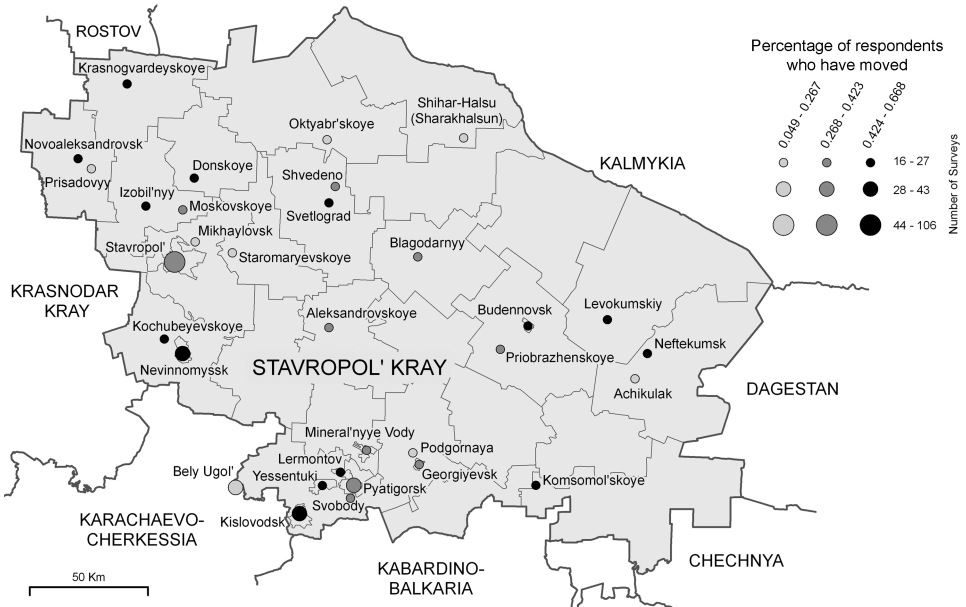 ROSTOV
Krasnogvardeyskoye
Percentage of respondents
who have moved
0.049 - 0.267
0.268 - 0.423
0.424 - 0.668
16 - 27
28 - 43
44 - 106
Number of Surveys
Shihar-Halsu
(Sharakhalsun)
Oktyabr'skoye
Novoaleksandrovsk
Prisadovyy
Donskoye
KALMYKIA
Shvedeno
Izobil'nyy
Moskovskoye
Svetlograd
Mikhaylovsk
Stavropol'
Staromaryevskoye
Blagodarnyy
KRASNODAR
KRAY
Aleksandrovskoye
Budennovsk
Levokumskiy
Kochubeyevskoye
Neftekumsk
Priobrazhenskoye
Nevinnomyssk
STAVROPOL' KRAY
Achikulak
DAGESTAN
Mineral'nyye Vody
Podgornaya
Lermontov
Bely Ugol'
Yessentuki
Georgiyevsk
Komsomol'skoye
Pyatigorsk
Svobody
Kislovodsk
KARACHAEVO-
CHERKESSIA
CHECHNYA
KABARDINO-
BALKARIA
50 Km